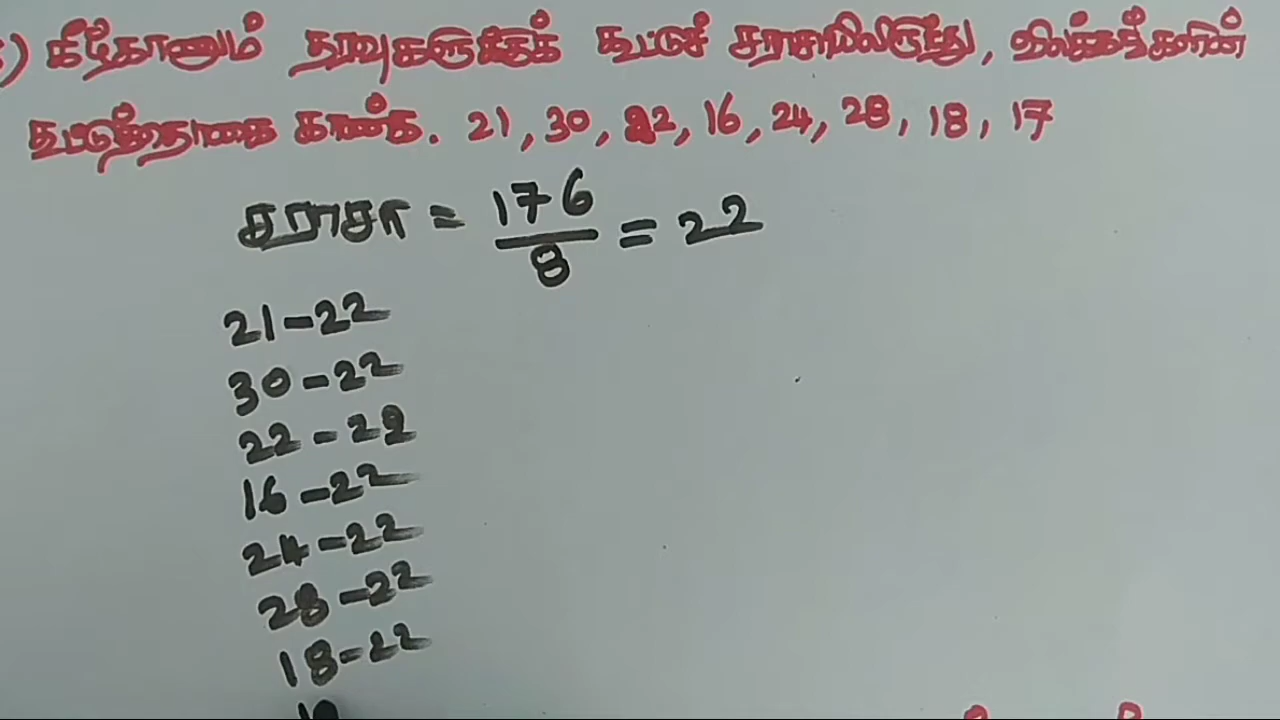 கீழ்காணும் தரவுகளுக்குக் கூட்டுச் சராசரியிலிருந்து, விலக்கங்களின்
கூட்டுத்தொகை காண்க. 21, 30, 22, 16, 24, 28, 18, 17
சராசரி = 176/8 = 22
21-22
30-22
22-22
16-22
24-22
28-22
18-22